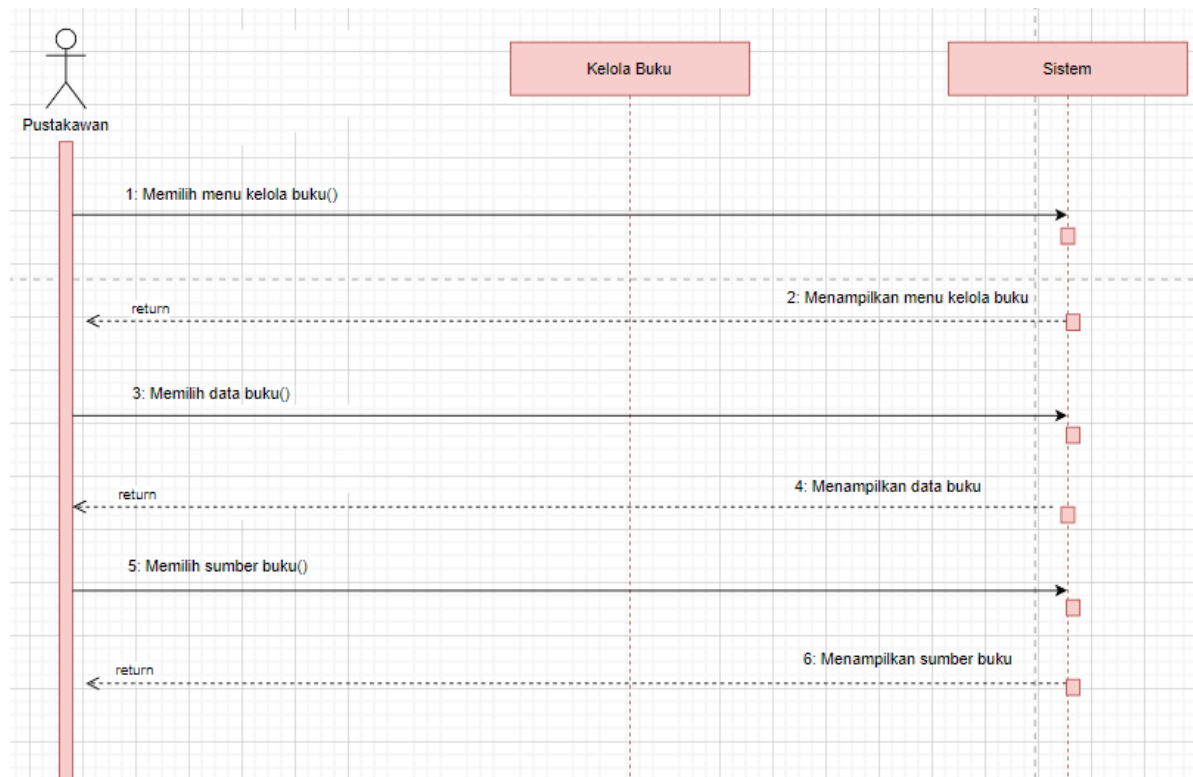 Kelola Buku
Sistem
Pustakawan
1: Memilih menu kelola buku()
2: Menampilkan menu kelola buku
return
3: Memilih data buku()
4: Menampilkan data buku
return
5: Memilih sumber buku()
6: Menampilkan sumber buku
return